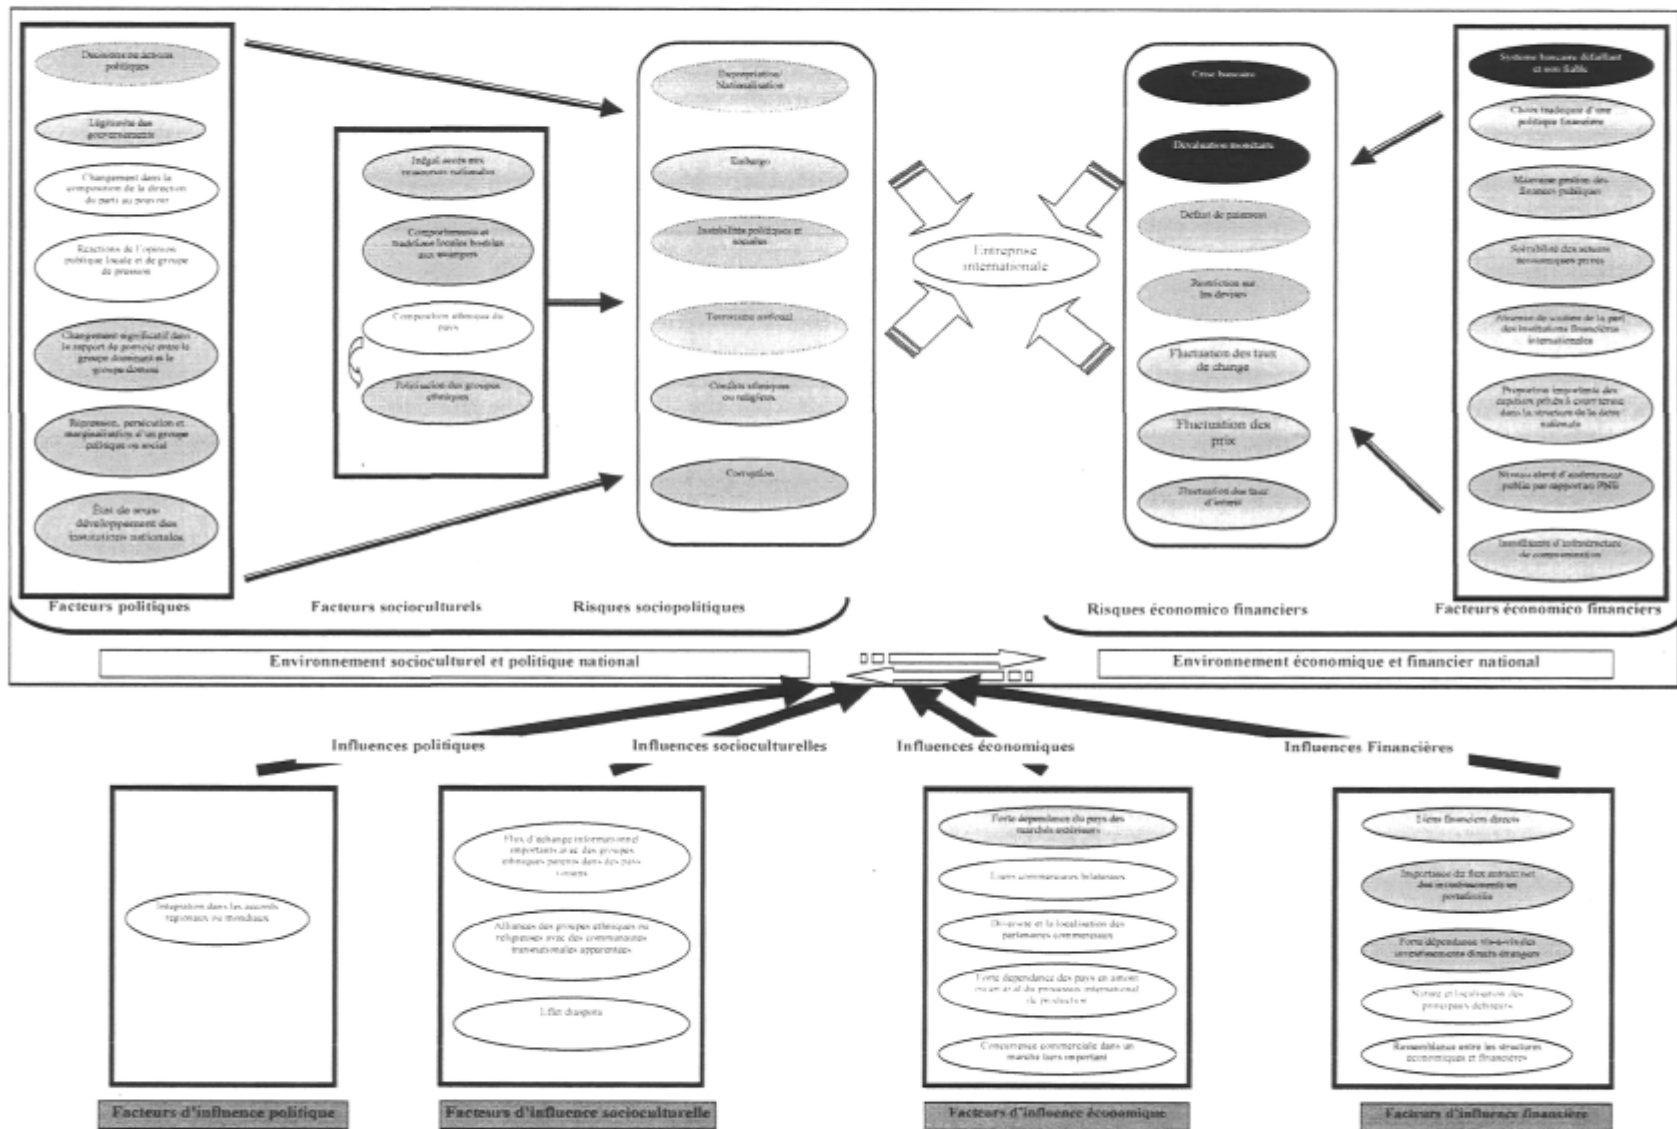 Décisions ou actions
politiques
Légitimité des
gouvernements
Changement dans la
composition de la direction
du parti au pouvoir
Réactions de l'opinion
publique locale et de groupe
de pression
Changement significatif dans
le rapport de pouvoir entre le
groupe dominant et le
groupe dominé
Répression, persécution et
marginalisation d'un groupe
politique ou social
État de sous-
développement des
institutions nationales
Inégal accès aux
ressources nationales
Comportements et
traditions locales hostiles
aux étrangers
Composition ethnique du
pays
Politisation des groupes
ethniques
Expropriation/
Nationalisation
Embargo
Instabilités politiques et
sociales
Terrorisme national
Conflits ethniques
ou religieux
Corruption
Entreprise
internationale
Crise bancaire
Dévaluation monétaire
Défaut de paiement
Restriction sur
les devises
Fluctuation des taux
de change
Fluctuation des
prix
Fluctuation des taux
d'intérêt
Système bancaire défaillant
et non fiable
Choix inadéquat d'une
politique financière
Mauvaise gestion des
finances publiques
Solvabilité des acteurs
économiques privés
Absence de soutien de la part
des institutions financières
internationales
Proportion importante des
capitaux privés à court terme
dans la structure de la dette
nationale
Niveau élevé d'endettement
public par rapport au PNB
Insuffisance d'infrastructure
de communication
Facteurs politiques
Facteurs socioculturels
Risques sociopolitiques
Risques économico financiers
Facteurs économico financiers
Environnement socioculturel et politique national
Environnement économique et financier national
Influences politiques
Influences socioculturelles
Influences économiques
Influences Financières
Intégration dans les accords
régionaux ou mondiaux
Flux d'échange informationnel
importants avec des groupes
ethniques parents dans des pays
voisins
Alliances des groupes ethniques ou
religieuses avec des communautés
transnationales apparentées
Effet diaspora
Forte dépendance du pays des
marchés extérieurs
Liens commerciaux bilatéraux
Diversité et la localisation des
partenaires commerciaux
Forte dépendance des pays en amont
ou en aval du processus international
de production
Concurrence commerciale dans un
marché tiers important
Liens financiers directs
Importance du flux annuel net
des investissements en
portefeuille
Forte dépendance vis-à-vis des
investissements directs étrangers
Nature et localisation des
principaux débiteurs
Ressemblance entre les structures
économiques et financières
Facteurs d'influence politique
Facteurs d'influence socioculturelle
Facteurs d'influence économique
Facteurs d'influence financière